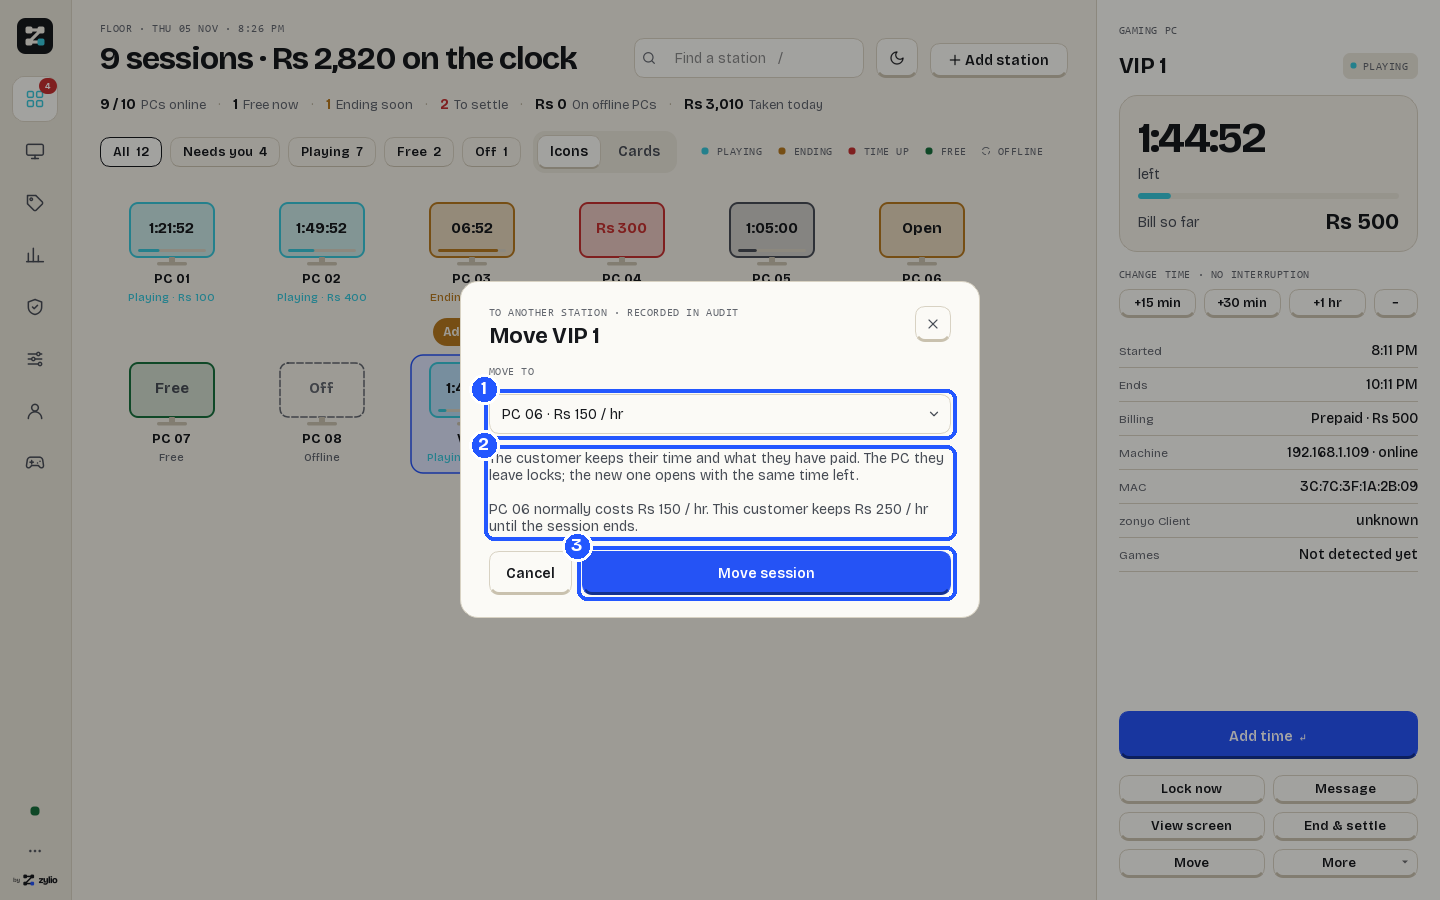 FLOOR · THU 05 NOV · 8:26 PM
9 sessions · Rs 2,820 on the clock
Find a station /
+ Add station
9 / 10 PCs online · 1 Free now · 1 Ending soon · 2 To settle · Rs 0 On offline PCs · Rs 3,010 Taken today
All 12
Needs you 4
Playing 7
Free 2
Off 1
Icons
Cards
PLAYING
ENDING
TIME UP
FREE
OFFLINE
4
1:21:52
1:49:52
06:52
Rs 300
1:05:00
Open
PC 01
PC 02
PC 03
PC 04
PC 05
PC 06
Playing · Rs 100
Playing · Rs 400
Free
Off
PC 07
PC 08
Free
Offline
TO ANOTHER STATION · RECORDED IN AUDIT
Move VIP 1
MOVE TO
1
PC 06 · Rs 150 / hr
2
The customer keeps their time and what they have paid. The PC they
leave locks; the new one opens with the same time left.
PC 06 normally costs Rs 150 / hr. This customer keeps Rs 250 / hr
until the session ends.
3
Cancel
Move session
GAMING PC
VIP 1
PLAYING
1:44:52
left
Bill so far Rs 500
CHANGE TIME · NO INTERRUPTION
+15 min
+30 min
+1 hr
–
Started 8:11 PM
Ends 10:11 PM
Billing Prepaid · Rs 500
Machine 192.168.1.109 · online
MAC 3C:7C:3F:1A:2B:09
zonyo Client unknown
Games Not detected yet
Add time ↲
Lock now
Message
View screen
End & settle
Move
More
by zylio